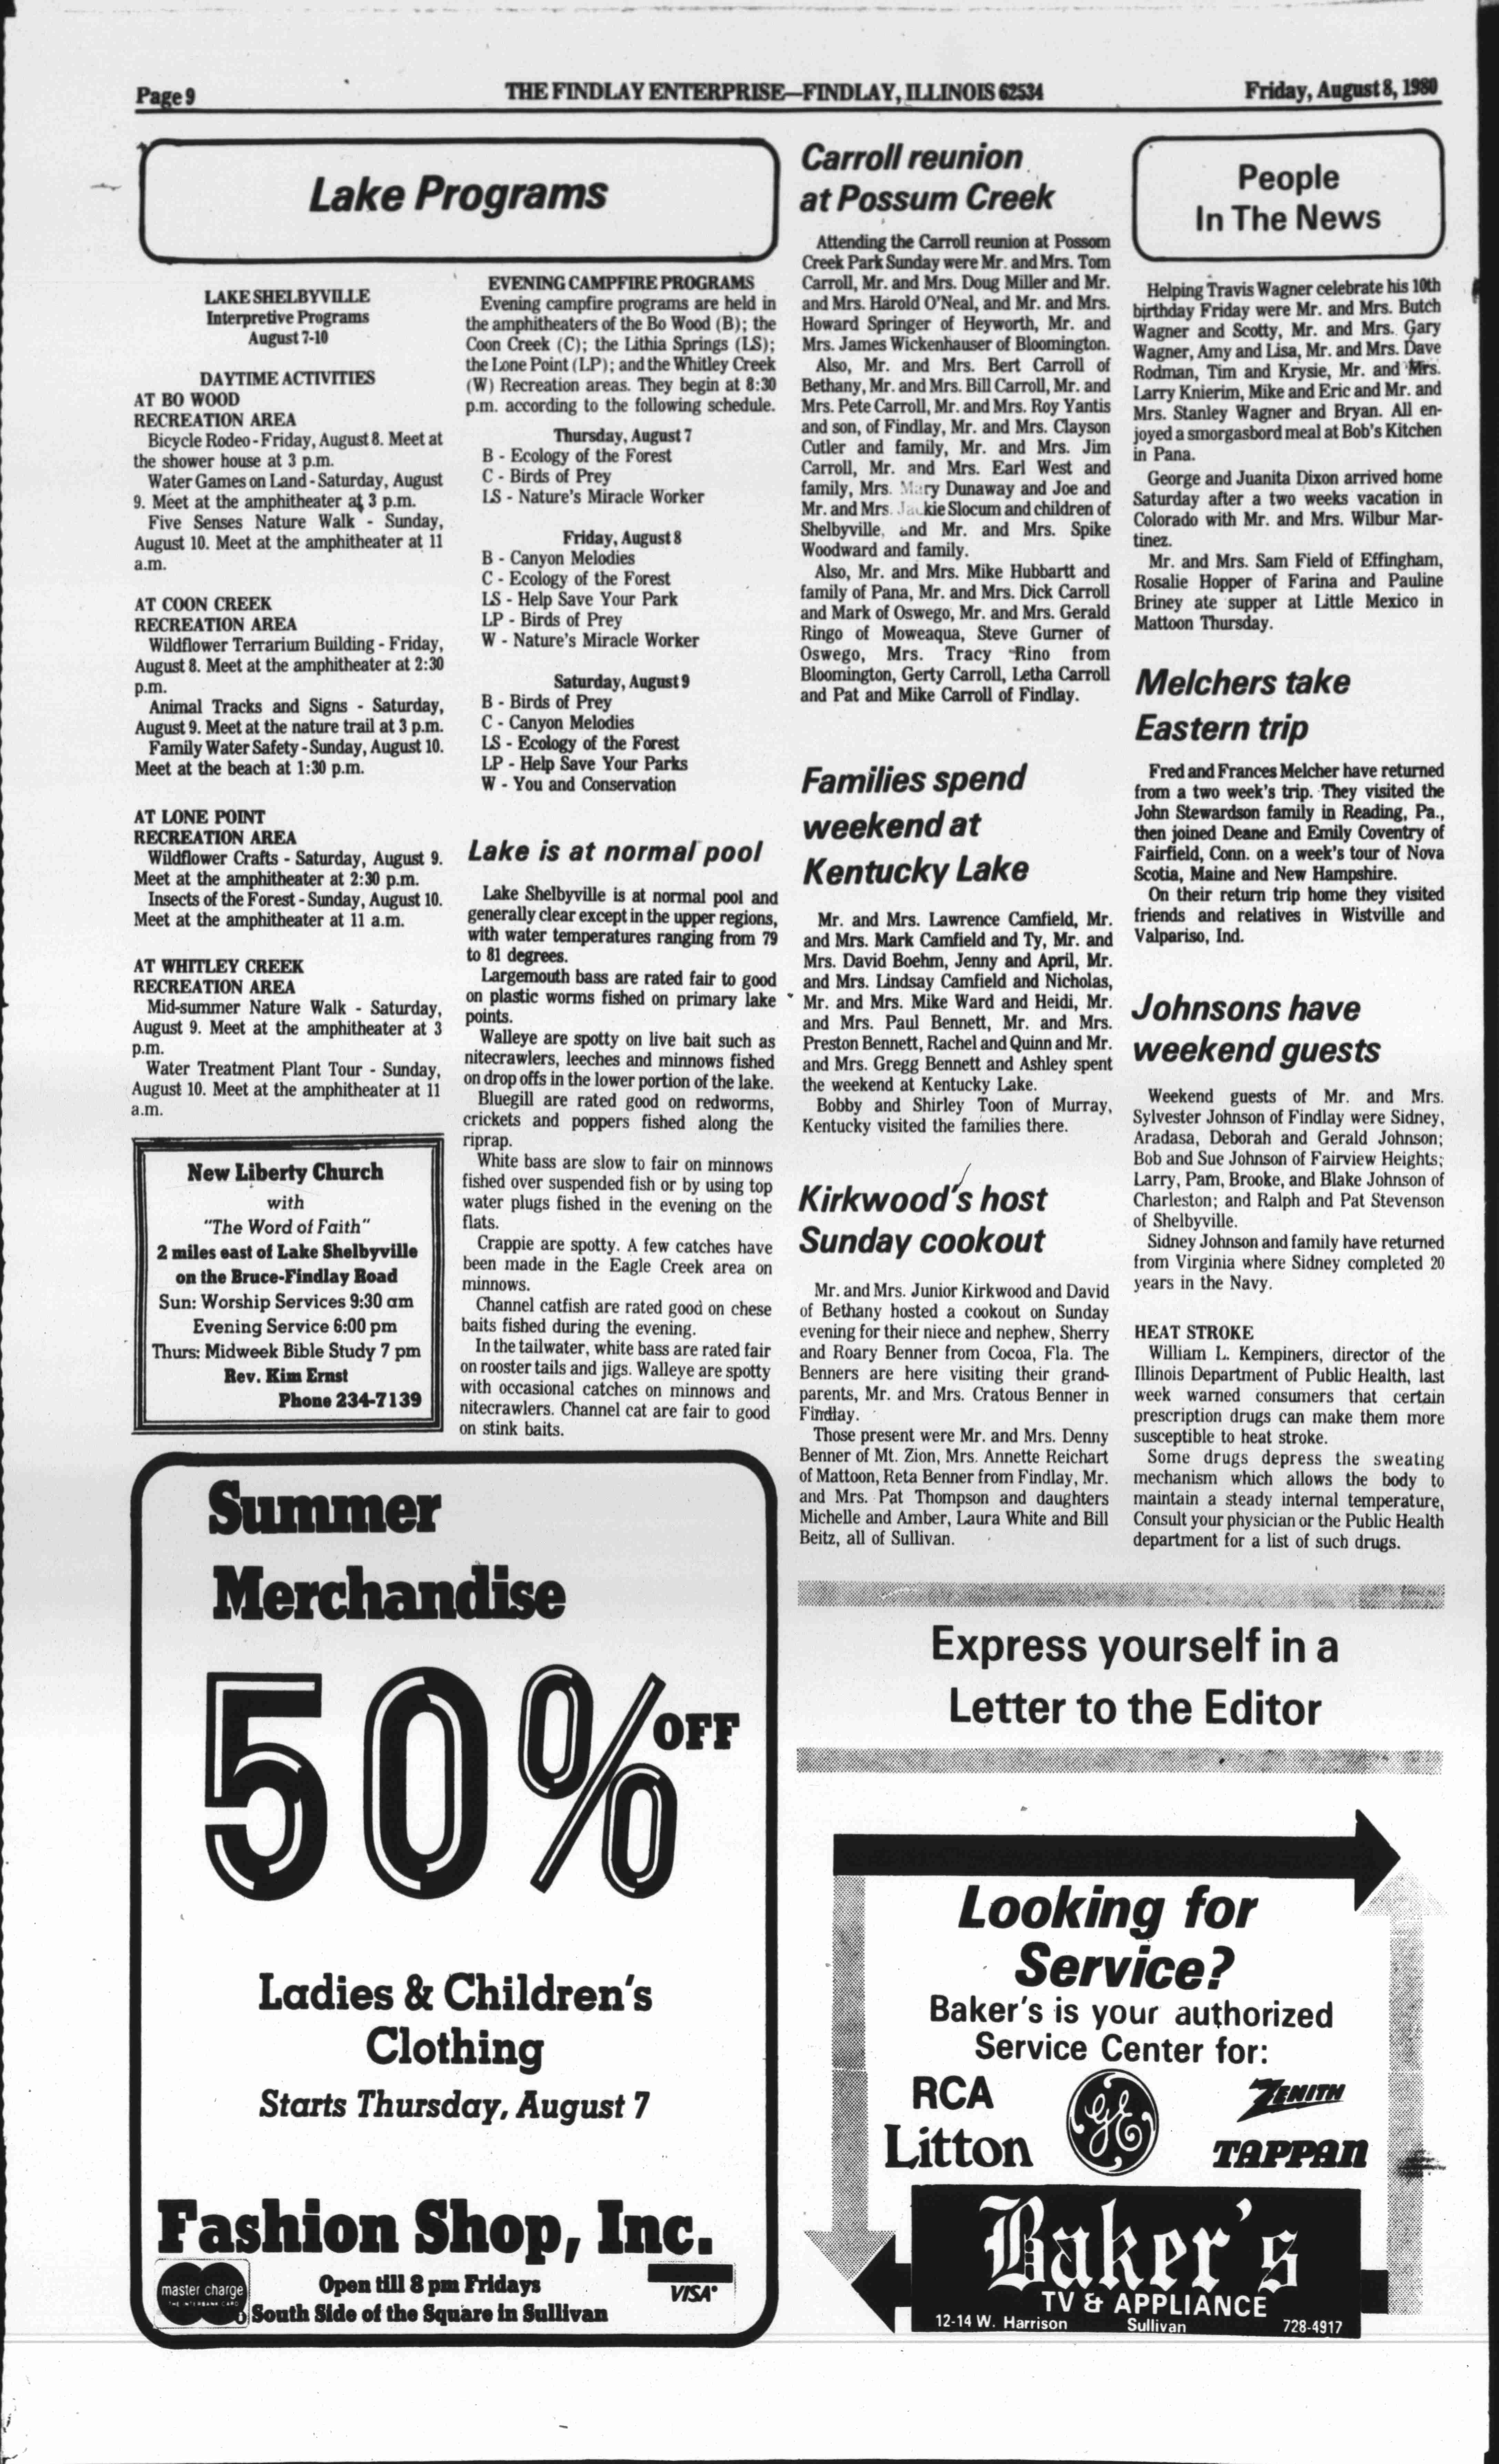 Page 9
THE FINDLAY ENTERPRISE—FINDLAY, ILLINOIS 62534
Friday, August 8, 1980
Lake Programs
LAKE SHELBYVILLE
Interpretive Programs
August 7-10
DAYTIME ACTIVITIES
AT BO WOOD
RECREATION AREA
Bicycle Rodeo - Friday, August 8. Meet at
the shower house at 3 p.m.
Water Games on Land - Saturday, August
9. Meet at the amphitheater at 3 p.m.
Five Senses Nature Walk - Sunday,
August 10. Meet at the amphitheater at 11
a.m.
AT COON CREEK
RECREATION AREA
Wildflower Terrarium Building - Friday,
August 8. Meet at the amphitheater at 2:30
p.m.
Animal Tracks and Signs - Saturday,
August 9. Meet at the nature trail at 3 p.m.
Family Water Safety - Sunday, August 10.
Meet at the beach at 1:30 p.m.
AT LONE POINT
RECREATION AREA
Wildflower Crafts - Saturday, August 9.
Meet at the amphitheater at 2:30 p.m.
Insects of the Forest - Sunday, August 10.
Meet at the amphitheater at 11 a.m.
AT WHITLEY CREEK
RECREATION AREA
Mid-summer Nature Walk - Saturday,
August 9. Meet at the amphitheater at 3
p.m.
Water Treatment Plant Tour - Sunday,
August 10. Meet at the amphitheater at 11
a.m.
New Liberty Church
with
"The Word of Faith"
2 miles east of Lake Shelbyville
on the Bruce-Findlay Road
Sun: Worship Services 9:30 am
Evening Service 6:00 pm
Thurs: Midweek Bible Study 7 pm
Rev. Kim Ernst
Phone 234-7139
EVENING CAMPFIRE PROGRAMS
Evening campfire programs are held in
the amphitheaters of the Bo Wood (B); the
Coon Creek (C); the Lithia Springs (LS);
the Lone Point (LP); and the Whitley Creek
(W) Recreation areas. They begin at 8:30
p.m. according to the following schedule.
Thursday, August 7
B - Ecology of the Forest
C - Birds of Prey
LS - Nature's Miracle Worker
Friday, August 8
B - Canyon Melodies
C - Ecology of the Forest
LS - Help Save Your Park
LP - Birds of Prey
W - Nature's Miracle Worker
Saturday, August 9
B - Birds of Prey
C - Canyon Melodies
LS - Ecology of the Forest
LP - Help Save Your Parks
W - You and Conservation
Lake is at normal pool
Lake Shelbyville is at normal pool and
generally clear except in the upper regions,
with water temperatures ranging from 79
to 81 degrees.
Largemouth bass are rated fair to good
on plastic worms fished on primary lake
points.
Walleye are spotty on live bait such as
nitecrawlers, leeches and minnows fished
on drop offs in the lower portion of the lake.
Bluegill are rated good on redworms,
crickets and poppers fished along the
riprap.
White bass are slow to fair on minnows
fished over suspended fish or by using top
water plugs fished in the evening on the
flats.
Crappie are spotty. A few catches have
been made in the Eagle Creek area on
minnows.
Channel catfish are rated good on chese
baits fished during the evening.
In the tailwater, white bass are rated fair
on rooster tails and jigs. Walleye are spotty
with occasional catches on minnows and
nitecrawlers. Channel cat are fair to good
on stink baits.
Summer
Merchandise
50% OFF
Ladies & Children's
Clothing
Starts Thursday, August 7
Fashion Shop, Inc.
master charge
THE INTERBANK CARD
Open till 8 pm Fridays
South Side of the Square in Sullivan
VISA
Carroll reunion
at Possum Creek
Attending the Carroll reunion at Possom
Creek Park Sunday were Mr. and Mrs. Tom
Carroll, Mr. and Mrs. Doug Miller and Mr.
and Mrs. Harold O'Neal, and Mr. and Mrs.
Howard Springer of Heyworth, Mr. and
Mrs. James Wickenhauser of Bloomington.
Also, Mr. and Mrs. Bert Carroll of
Bethany, Mr. and Mrs. Bill Carroll, Mr. and
Mrs. Pete Carroll, Mr. and Mrs. Roy Yantis
and son, of Findlay, Mr. and Mrs. Clayson
Cutler and family, Mr. and Mrs. Jim
Carroll, Mr. and Mrs. Earl West and
family, Mrs. Mary Dunaway and Joe and
Mr. and Mrs. Jackie Slocum and children of
Shelbyville, and Mr. and Mrs. Spike
Woodward and family.
Also, Mr. and Mrs. Mike Hubbartt and
family of Pana, Mr. and Mrs. Dick Carroll
and Mark of Oswego, Mr. and Mrs. Gerald
Ringo of Moweaqua, Steve Gurner of
Oswego, Mrs. Tracy Rino from
Bloomington, Gerty Carroll, Letha Carroll
and Pat and Mike Carroll of Findlay.
Families spend
weekend at
Kentucky Lake
Mr. and Mrs. Lawrence Camfield, Mr.
and Mrs. Mark Camfield and Ty, Mr. and
Mrs. David Boehm, Jenny and April, Mr.
and Mrs. Lindsay Camfield and Nicholas,
Mr. and Mrs. Mike Ward and Heidi, Mr.
and Mrs. Paul Bennett, Mr. and Mrs.
Preston Bennett, Rachel and Quinn and Mr.
and Mrs. Gregg Bennett and Ashley spent
the weekend at Kentucky Lake.
Bobby and Shirley Toon of Murray,
Kentucky visited the families there.
Kirkwood's host
Sunday cookout
Mr. and Mrs. Junior Kirkwood and David
of Bethany hosted a cookout on Sunday
evening for their niece and nephew, Sherry
and Roary Benner from Cocoa, Fla. The
Benners are here visiting their grand-
parents, Mr. and Mrs. Cratous Benner in
Findlay.
Those present were Mr. and Mrs. Denny
Benner of Mt. Zion, Mrs. Annette Reichart
of Mattoon, Reta Benner from Findlay, Mr.
and Mrs. Pat Thompson and daughters
Michelle and Amber, Laura White and Bill
Beitz, all of Sullivan.
People
In The News
Helping Travis Wagner celebrate his 10th
birthday Friday were Mr. and Mrs. Butch
Wagner and Scotty, Mr. and Mrs. Gary
Wagner, Amy and Lisa, Mr. and Mrs. Dave
Rodman, Tim and Krysie, Mr. and Mrs.
Larry Knierim, Mike and Eric and Mr. and
Mrs. Stanley Wagner and Bryan. All en-
joyed a smorgasbord meal at Bob's Kitchen
in Pana.
George and Juanita Dixon arrived home
Saturday after a two weeks vacation in
Colorado with Mr. and Mrs. Wilbur Mar-
tinez.
Mr. and Mrs. Sam Field of Effingham,
Rosalie Hopper of Farina and Pauline
Briney ate supper at Little Mexico in
Mattoon Thursday.
Melchers take
Eastern trip
Fred and Frances Melcher have returned
from a two week's trip. They visited the
John Stewardson family in Reading, Pa.,
then joined Deane and Emily Coventry of
Fairfield, Conn. on a week's tour of Nova
Scotia, Maine and New Hampshire.
On their return trip home they visited
friends and relatives in Wistville and
Valpariso, Ind.
Johnsons have
weekend guests
Weekend guests of Mr. and Mrs.
Sylvester Johnson of Findlay were Sidney,
Aradasa, Deborah and Gerald Johnson;
Bob and Sue Johnson of Fairview Heights;
Larry, Pam, Brooke, and Blake Johnson of
Charleston; and Ralph and Pat Stevenson
of Shelbyville.
Sidney Johnson and family have returned
from Virginia where Sidney completed 20
years in the Navy.
HEAT STROKE
William L. Kempiners, director of the
Illinois Department of Public Health, last
week warned consumers that certain
prescription drugs can make them more
susceptible to heat stroke.
Some drugs depress the sweating
mechanism which allows the body to
maintain a steady internal temperature,
Consult your physician or the Public Health
department for a list of such drugs.
Express yourself in a
Letter to the Editor
Looking for
Service?
Baker's is your authorized
Service Center for:
RCA
GE
ZENITH
Litton
TAPPAN
Baker's
TV & APPLIANCE
12-14 W. Harrison
Sullivan
728-4917